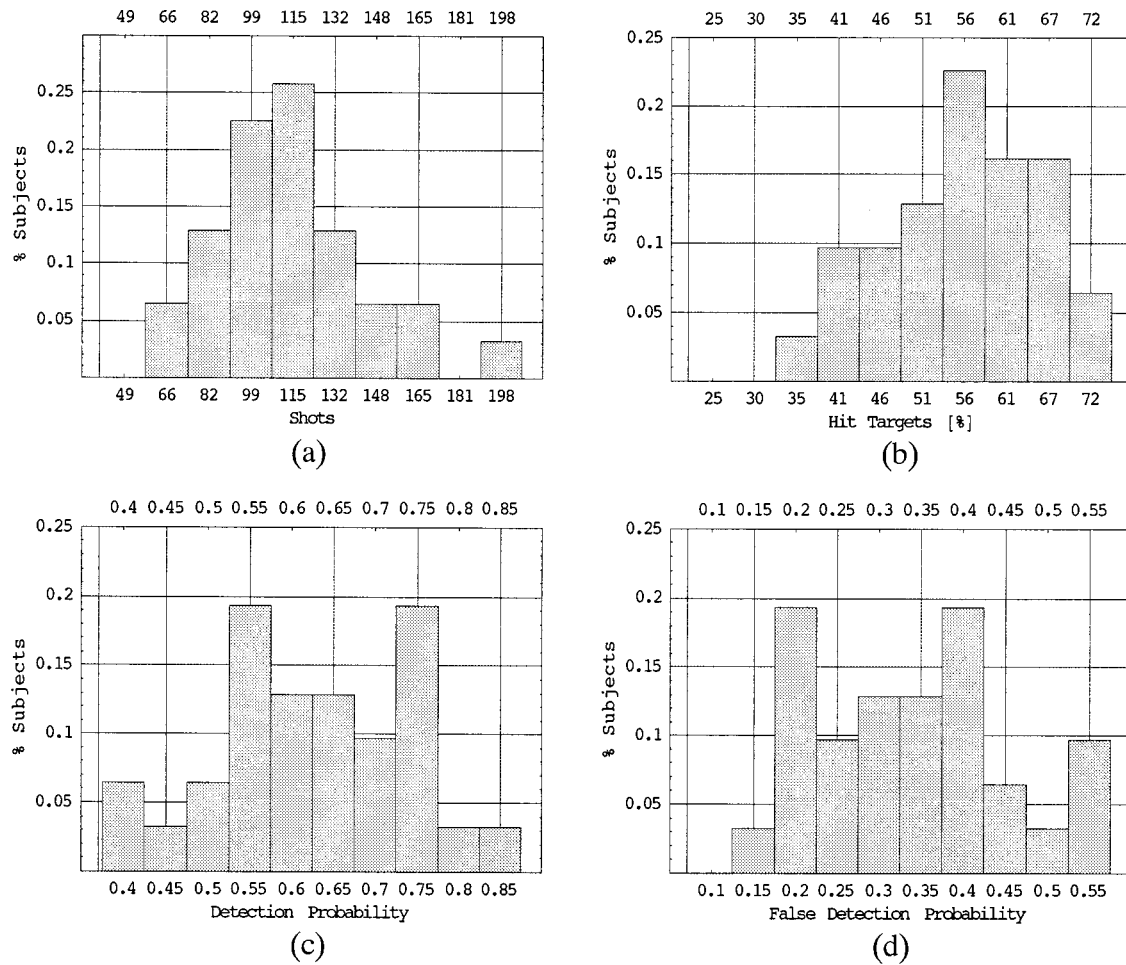 49 66 82 99 115 132 148 165 181 198
0.25
0.2
0.15
0.1
0.05
% Subjects
49 66 82 99 115 132 148 165 181 198
Shots
(a)
25 30 35 41 46 51 56 61 67 72
0.25
0.2
0.15
0.1
0.05
% Subjects
25 30 35 41 46 51 56 61 67 72
Hit Targets [%]
(b)
0.4 0.45 0.5 0.55 0.6 0.65 0.7 0.75 0.8 0.85
0.25
0.2
0.15
0.1
0.05
% Subjects
0.4 0.45 0.5 0.55 0.6 0.65 0.7 0.75 0.8 0.85
Detection Probability
(c)
0.1 0.15 0.2 0.25 0.3 0.35 0.4 0.45 0.5 0.55
0.25
0.2
0.15
0.1
0.05
% Subjects
0.1 0.15 0.2 0.25 0.3 0.35 0.4 0.45 0.5 0.55
False Detection Probability
(d)